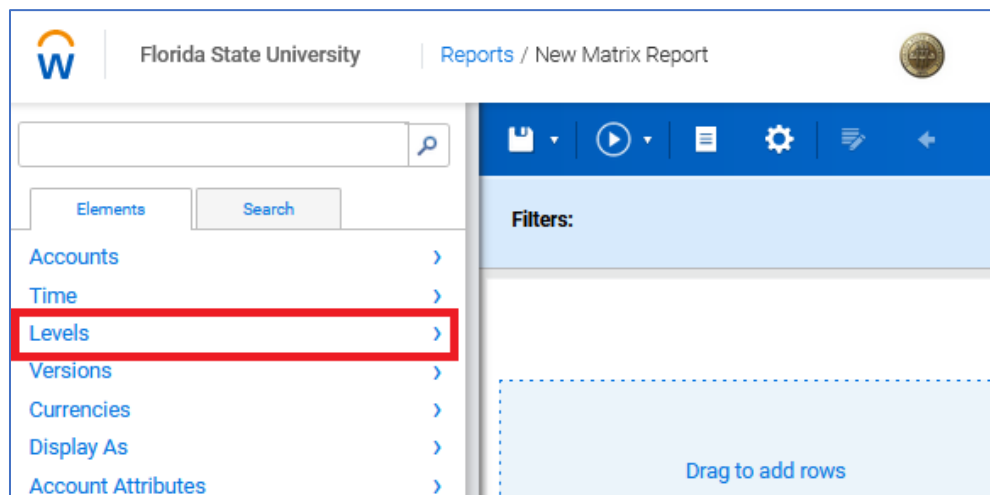 Florida State University
Reports / New Matrix Report
Elements
Search
Filters:
Accounts
Time
Levels
Versions
Currencies
Display As
Account Attributes
Drag to add rows